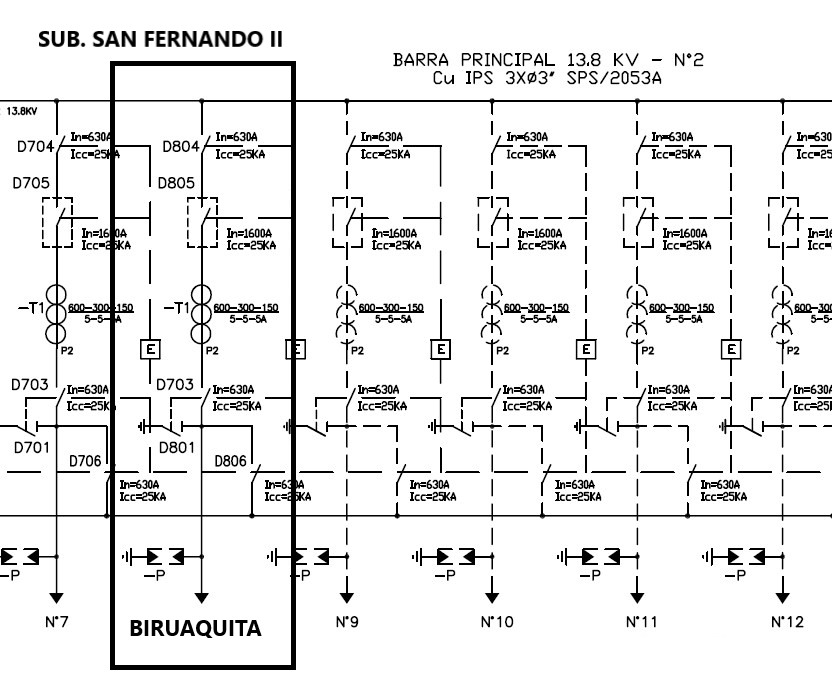 SUB. SAN FERNANDO II
BARRA PRINCIPAL 13.8 KV - N°2
Cu IPS 3XØ3" SPS/2053A
13.8KV
D704 In=630A Icc=25KA
D804 In=630A Icc=25KA
In=630A Icc=25KA
In=630A Icc=25KA
In=630A Icc=25KA
D705 In=1600A Icc=25KA
D805 In=1600A Icc=25KA
In=1600A Icc=25KA
In=1600A Icc=25KA
In=1600A Icc=25KA
-T1 600-300-150 5-5-5A
-T1 600-300-150 5-5-5A
600-300-150 5-5-5A
600-300-150 5-5-5A
600-300-150 5-5-5A
P2 E P2 E P2 E P2 E P2 E P2
D703 In=630A Icc=25KA
D703 In=630A Icc=25KA
In=630A Icc=25KA
In=630A Icc=25KA
In=630A Icc=25KA
D701 D706 D801 D806
In=630A Icc=25KA
In=630A Icc=25KA
In=630A Icc=25KA
In=630A Icc=25KA
In=630A Icc=25KA
-P -P -P -P -P -P
N°7 BIRUAQUITA N°9 N°10 N°11 N°12